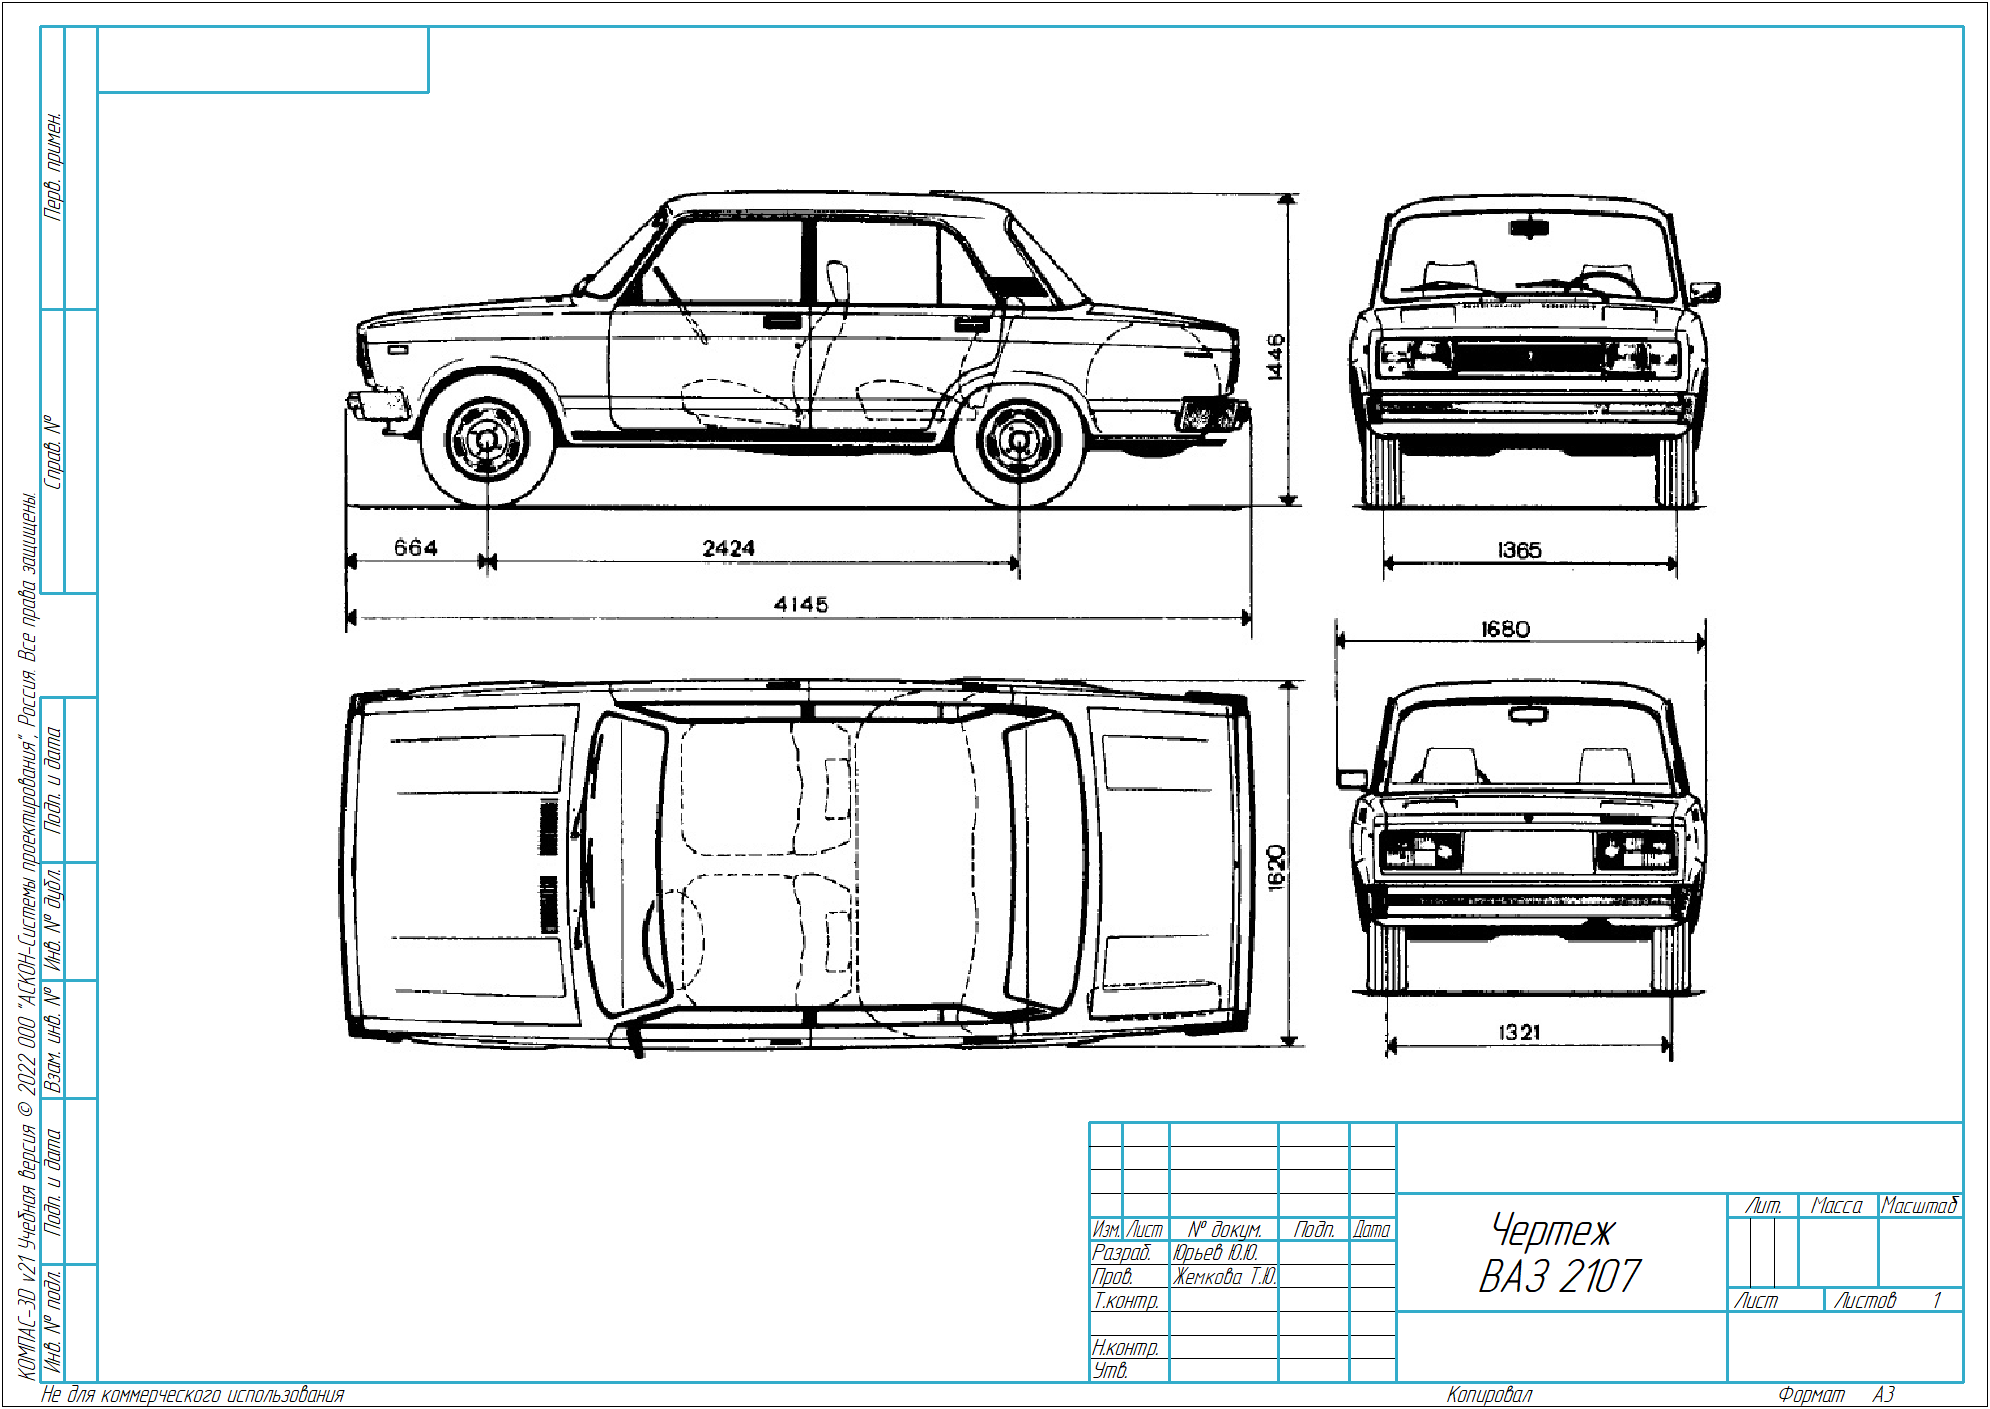 Перв. примен.
Справ. №
Подп. и дата
Инв. № дубл.
Взам. инв. №
Подп. и дата
Инв. № подл.
КОМПАС-3D v21 Учебная версия © 2022 ООО "АСКОН-Системы проектирования", Россия. Все права защищены.
1446
664
2424
4145
1365
1680
1620
1321
Изм. Лист № докум. Подп. Дата
Разраб. Юрьев Ю.Ю.
Пров. Жемкова Т.Ю.
Т.контр.
Н.контр.
Утв.
Чертеж
ВАЗ 2107
Лит. Масса Масштаб
Лист Листов 1
Не для коммерческого использования
Копировал
Формат А3